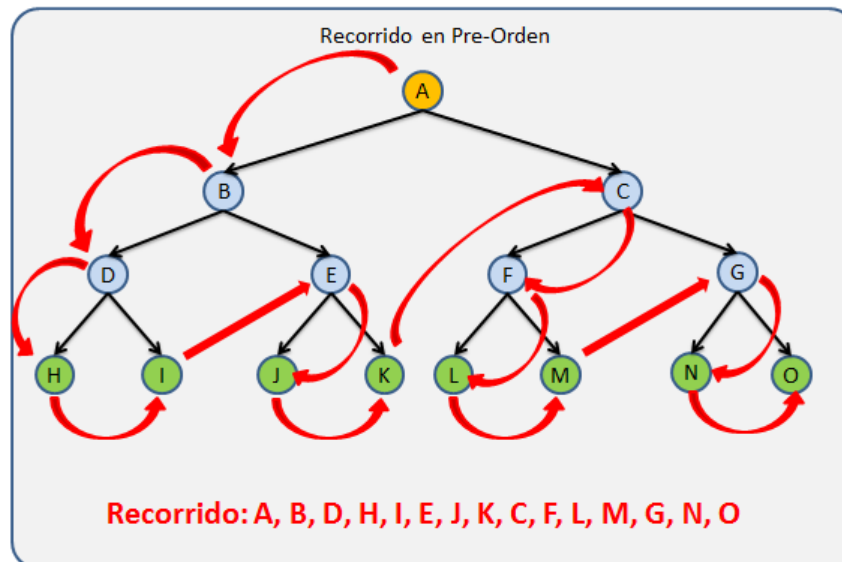 Recorrido en Pre-Orden
A
B C
D E F G
H I J K L M N O
Recorrido: A, B, D, H, I, E, J, K, C, F, L, M, G, N, O